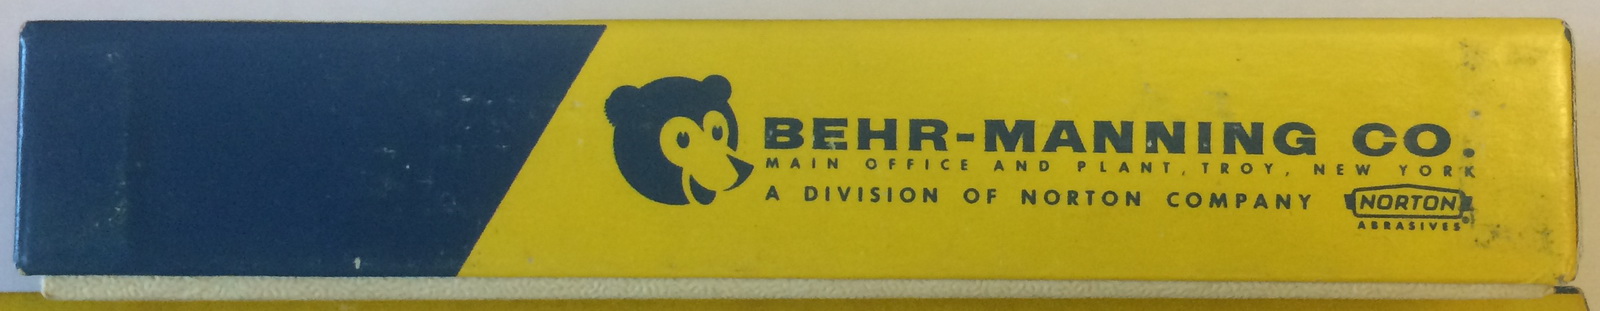 BEHR-MANNING CO.
MAIN OFFICE AND PLANT, TROY, NEW YORK
A DIVISION OF NORTON COMPANY
NORTON
ABRASIVES